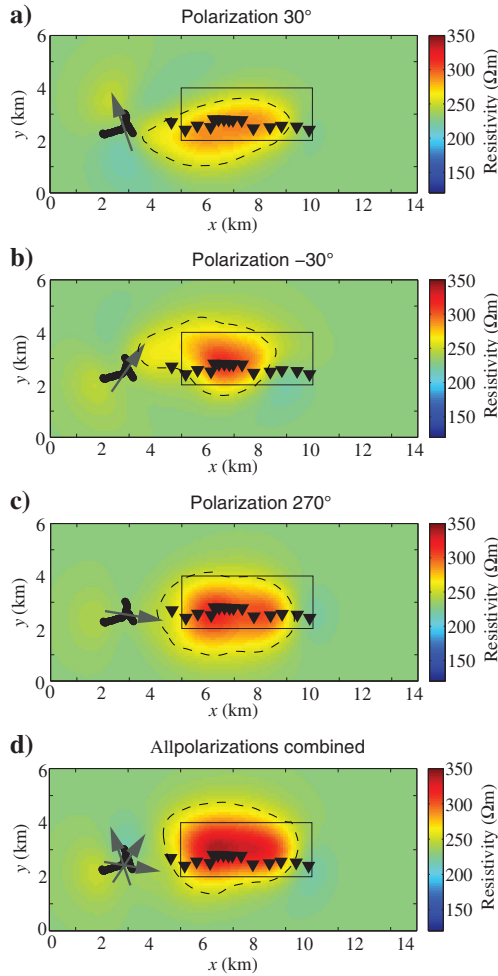 a)
Polarization 30°
6
4
2
0
y (km)
0 2 4 6 8 10 12 14
x (km)
350
300
250
200
150
Resistivity (Ωm)
b)
Polarization –30°
6
4
2
0
y (km)
0 2 4 6 8 10 12 14
x (km)
350
300
250
200
150
Resistivity (Ωm)
c)
Polarization 270°
6
4
2
0
y (km)
0 2 4 6 8 10 12 14
x (km)
350
300
250
200
150
Resistivity (Ωm)
d)
Allpolarizations combined
6
4
2
0
y (km)
0 2 4 6 8 10 12 14
x (km)
350
300
250
200
150
Resistivity (Ωm)